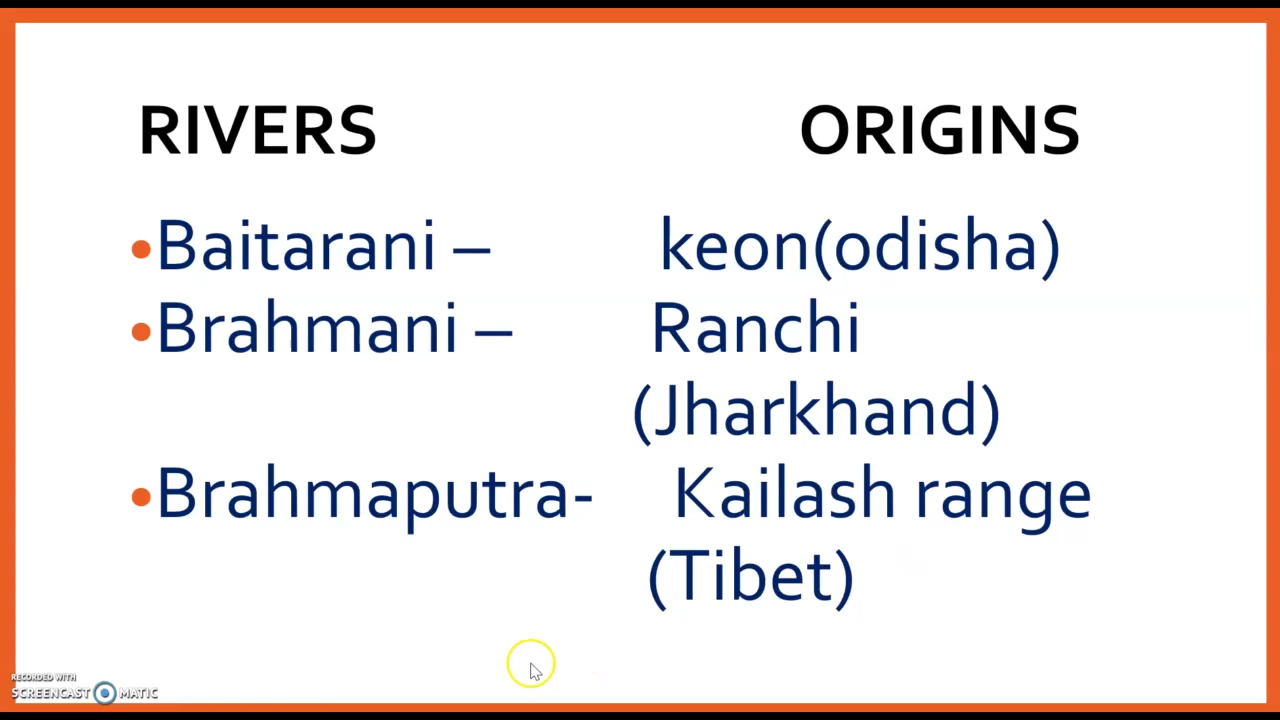 RIVERS ORIGINS
•Baitarani – keon(odisha)
•Brahmani – Ranchi
(Jharkhand)
•Brahmaputra- Kailash range
(Tibet)
RECORDED WITH
SCREENCAST MATIC